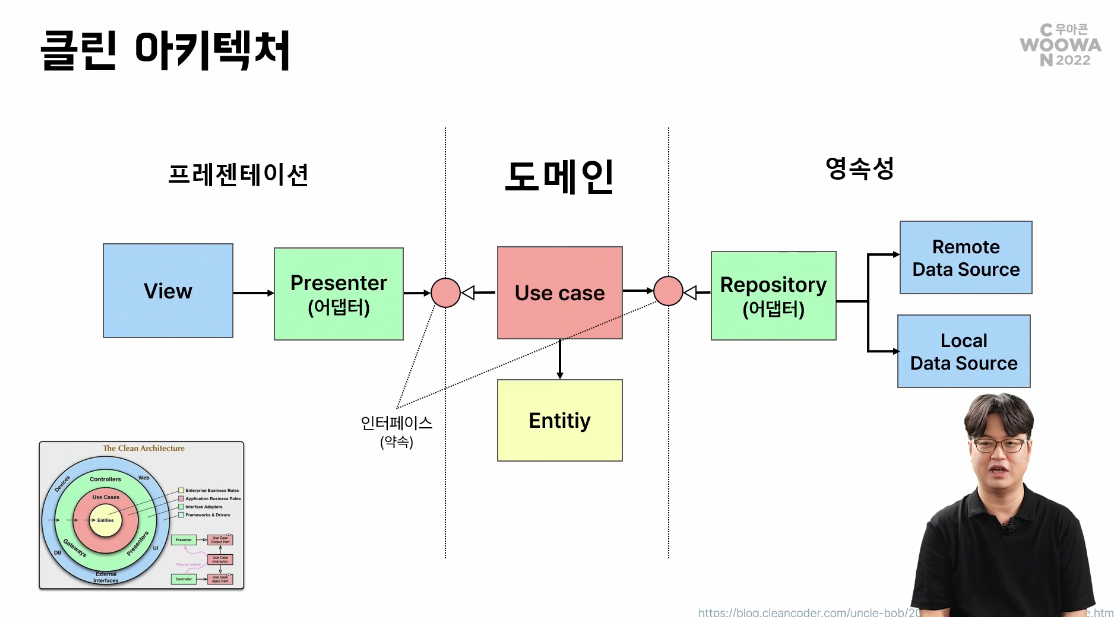 클린 아키텍처
C 우아콘
WOOWA
N 2022
프레젠테이션
도메인
영속성
View
Presenter
(어댑터)
Use case
Repository
(어댑터)
Remote
Data Source
Local
Data Source
Entitiy
인터페이스
(약속)
The Clean Architecture
Devices
Web
Controllers
Use Cases
Entities
Gateways
Presenters
DB
UI
External
Interfaces
Enterprise Business Rules
Application Business Rules
Interface Adapters
Frameworks & Drivers
Presenter
Use Case
Output Port
Use Case
Interactor
Controller
Use Case
Input Port
Flow of control
https://blog.cleancoder.com/uncle-bob/20
e.htm